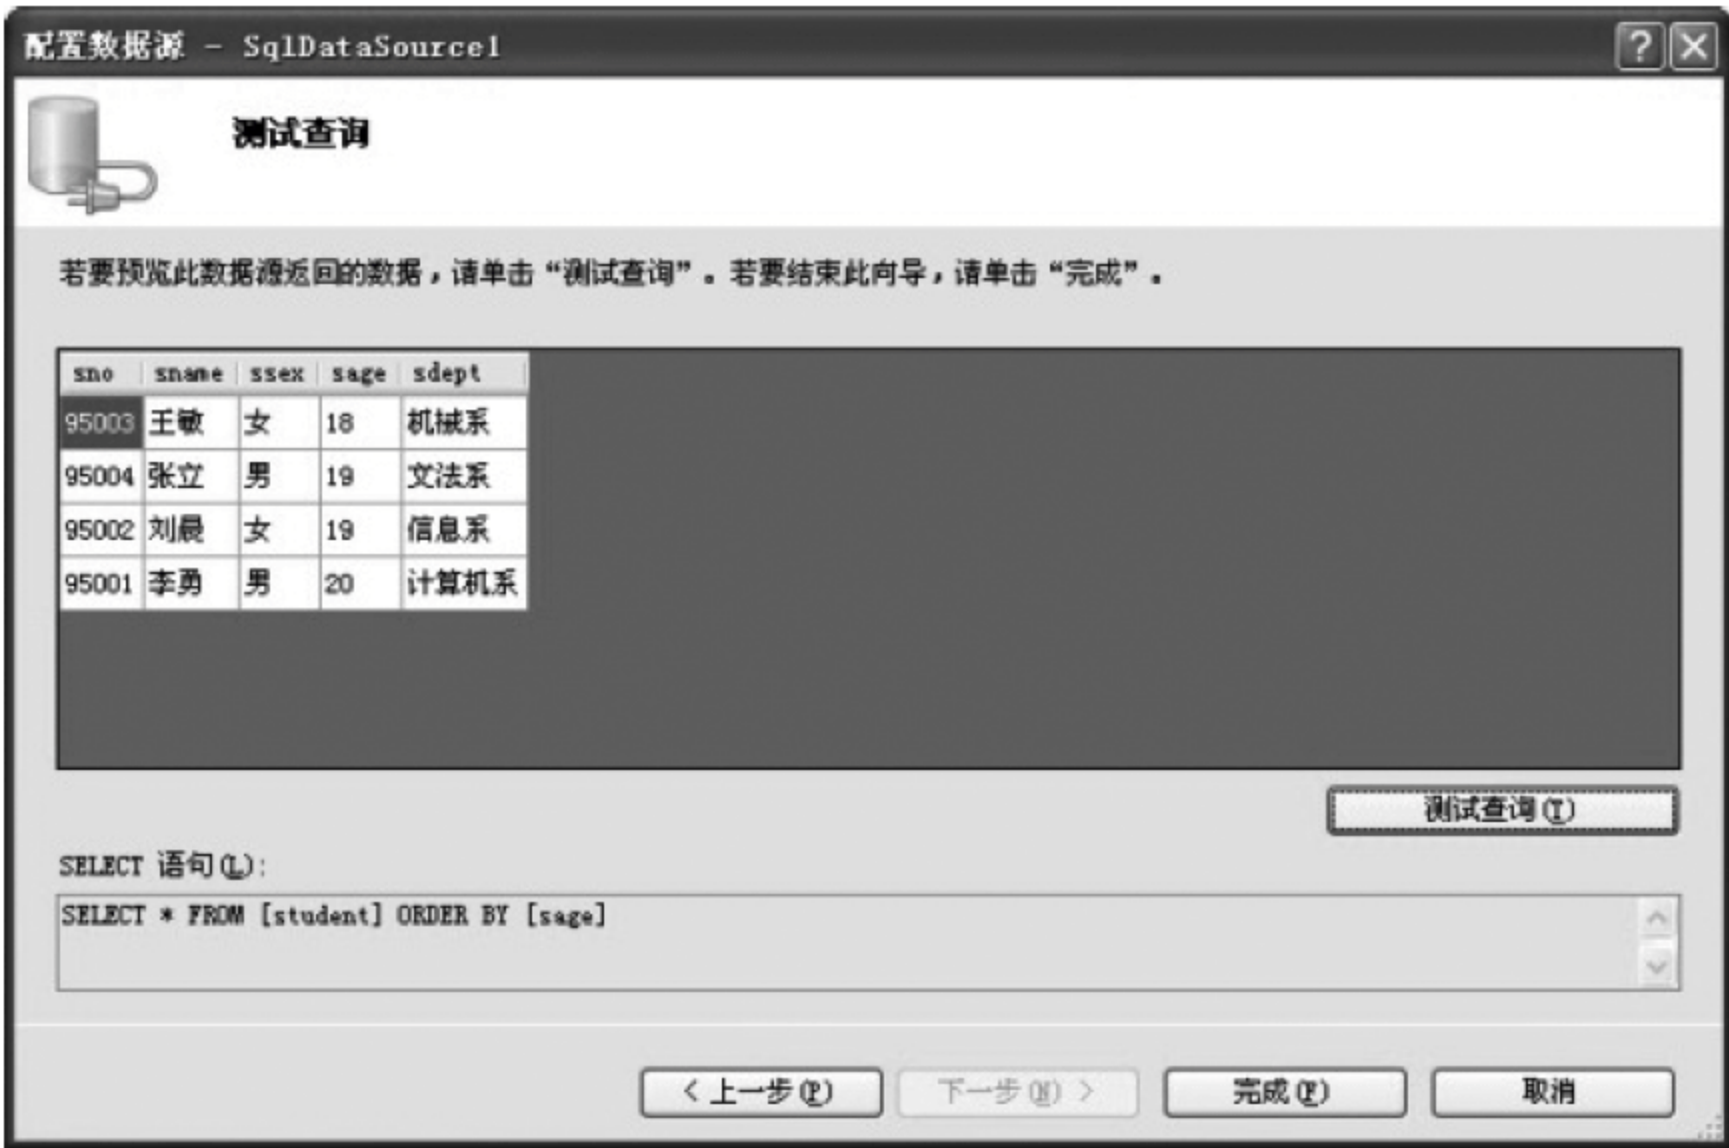 配置数据源 - SqlDataSource1
测试查询
若要预览此数据源返回的数据，请单击“测试查询”。若要结束此向导，请单击“完成”。
sno sname ssex sage sdept
95003 王敏 女 18 机械系
95004 张立 男 19 文法系
95002 刘晨 女 19 信息系
95001 李勇 男 20 计算机系
测试查询(T)
SELECT 语句(L):
SELECT * FROM [student] ORDER BY [sage]
< 上一步(P) 下一步(N) > 完成(F) 取消